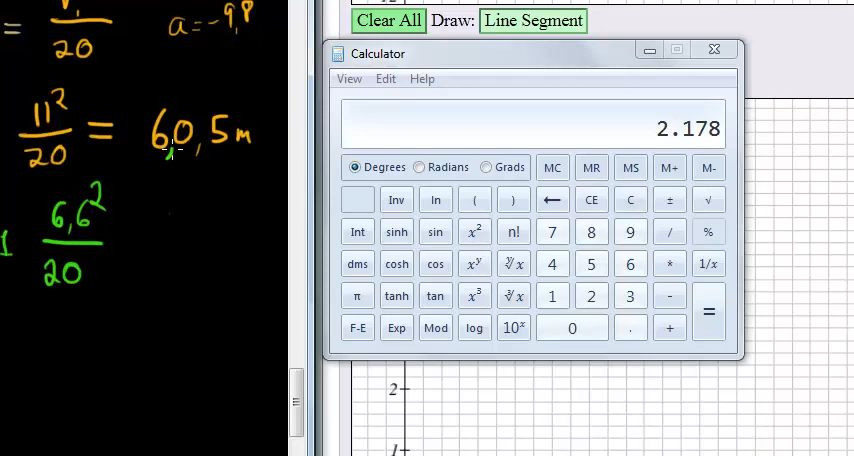 12
Clear All Draw: Line Segment
= 20 a = -9,8
Calculator
View Edit Help
2.178
11² / 20 = 60,5 m
Degrees Radians Grads MC MR MS M+ M-
Inv ln ( ) ← CE C ± √
Int sinh sin x² n! 7 8 9 / %
dms cosh cos xʸ ʸ√x 4 5 6 * 1/x
π tanh tan x³ ³√x 1 2 3 - =
F-E Exp Mod log 10ˣ 0 . +
1 6,6² / 20
2
1